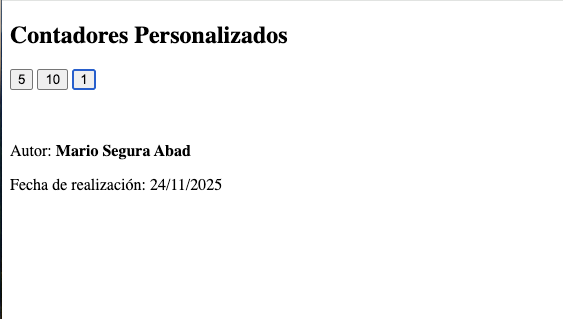 Contadores Personalizados
5 10 1
Autor: Mario Segura Abad
Fecha de realización: 24/11/2025